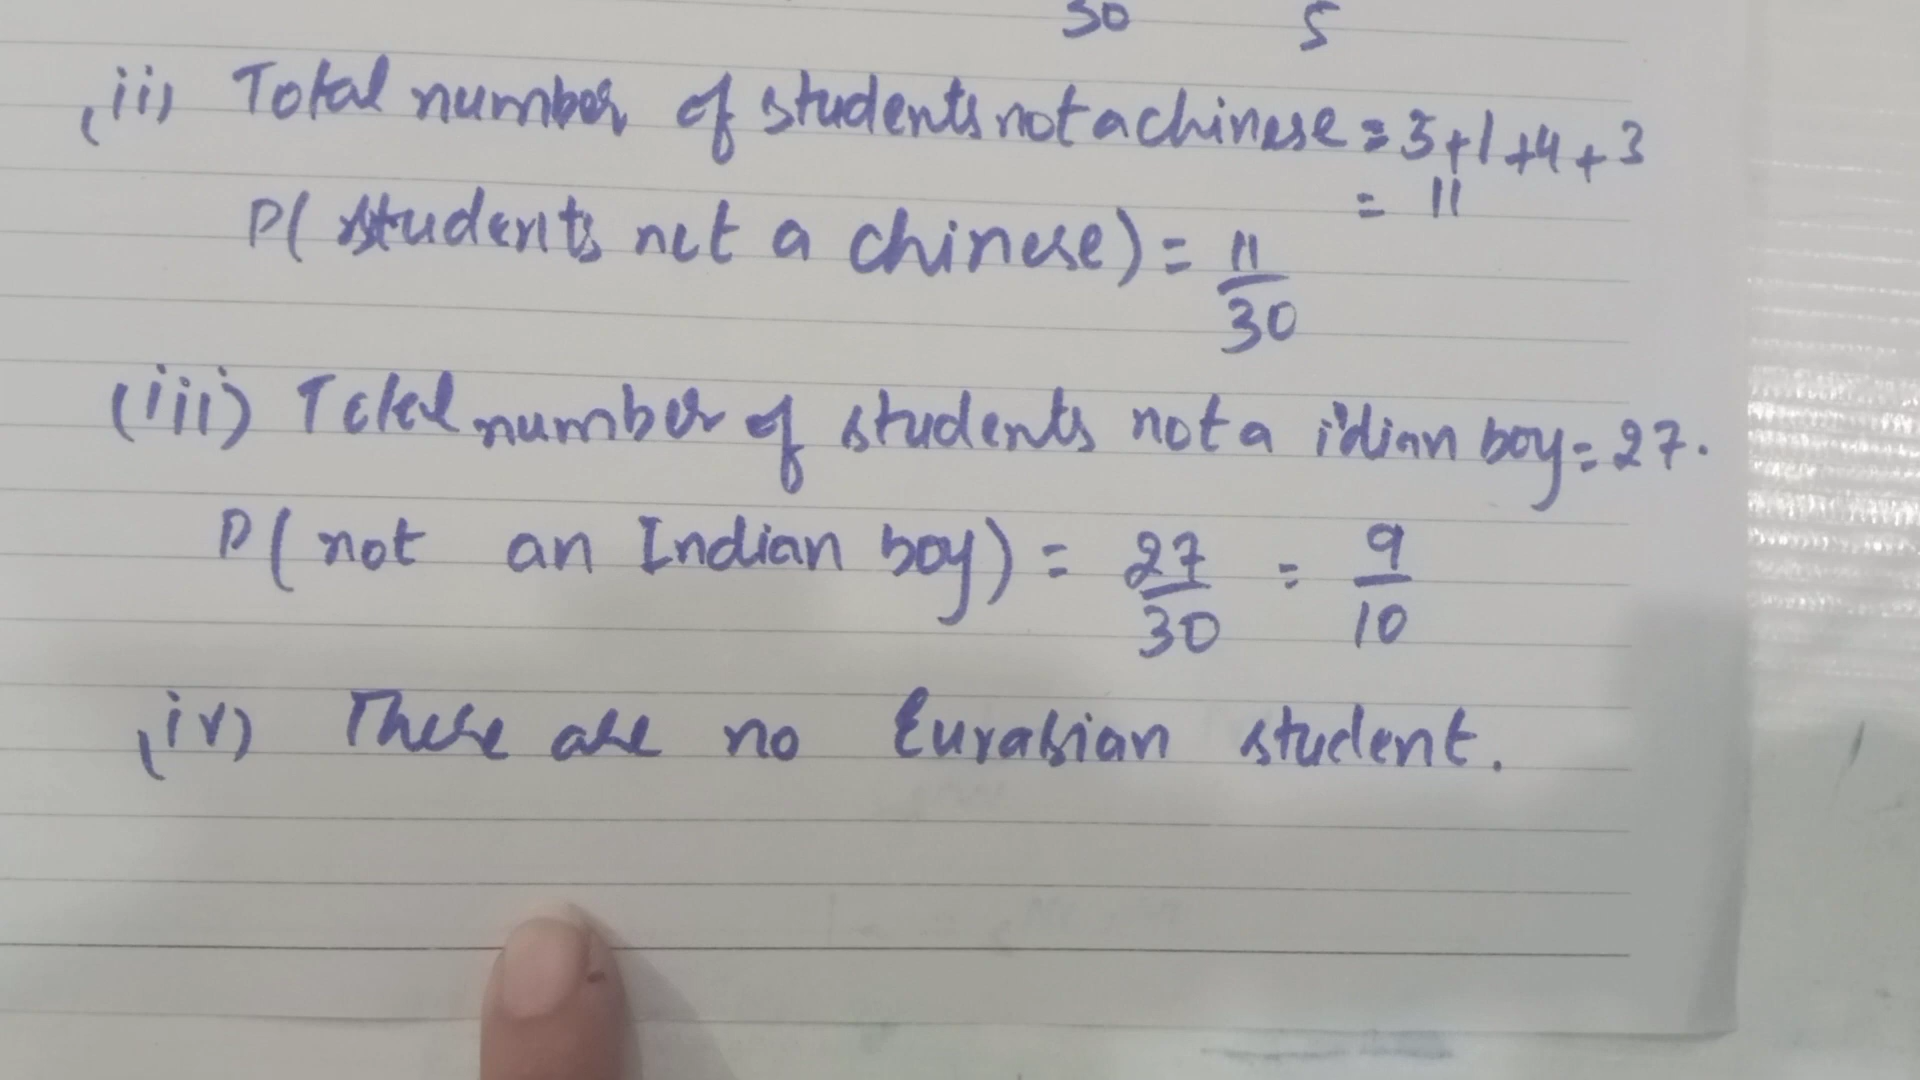 30 5
(ii) Total number of students not a chinese = 3+1+4+3
= 11
P( students not a chinese) = 11/30
(iii) Total number of students not a idian boy = 27.
P( not an Indian boy) = 27/30 = 9/10
(iv) There are no Eurasian student.